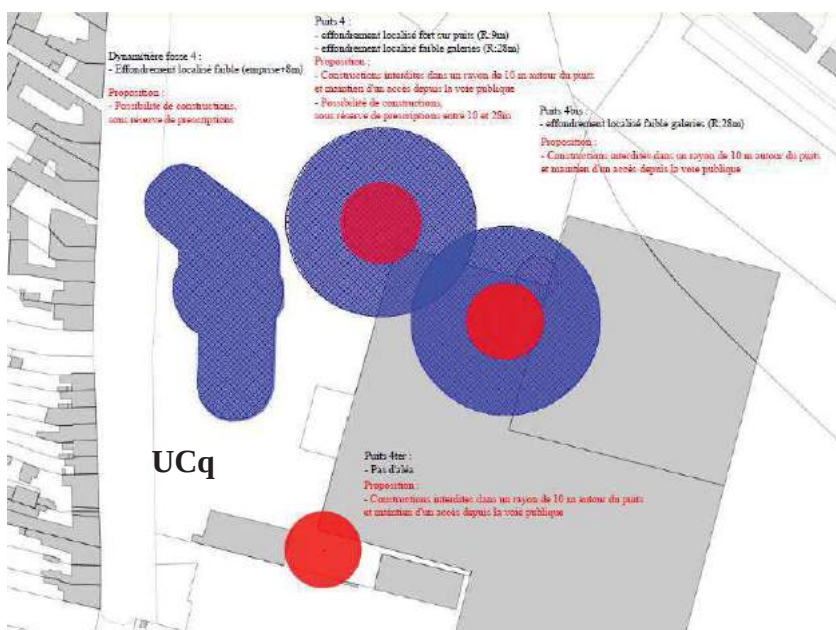 Puits 4 :
- effondrement localisé fort sur puits (R:9m)
- effondrement localisé faible galeries (R:28m)
Proposition :
- Constructions interdites dans un rayon de 10 m autour du puits
et maintien d'un accès depuis la voie publique
- Possibilité de constructions,
sous réserve de prescriptions entre 10 et 28m
Dynamitière fosse 4 :
- Effondrement localisé faible (emprise+8m)
Proposition :
- Possibilité de constructions,
sous réserve de prescriptions
Puits 4bis :
- effondrement localisé faible galeries (R:28m)
Proposition :
- Constructions interdites dans un rayon de 10 m autour du puits
et maintien d'un accès depuis la voie publique
UCq
Puits 4ter :
- Pas d'aléa
Proposition :
- Constructions interdites dans un rayon de 10 m autour du puits
et maintien d'un accès depuis la voie publique